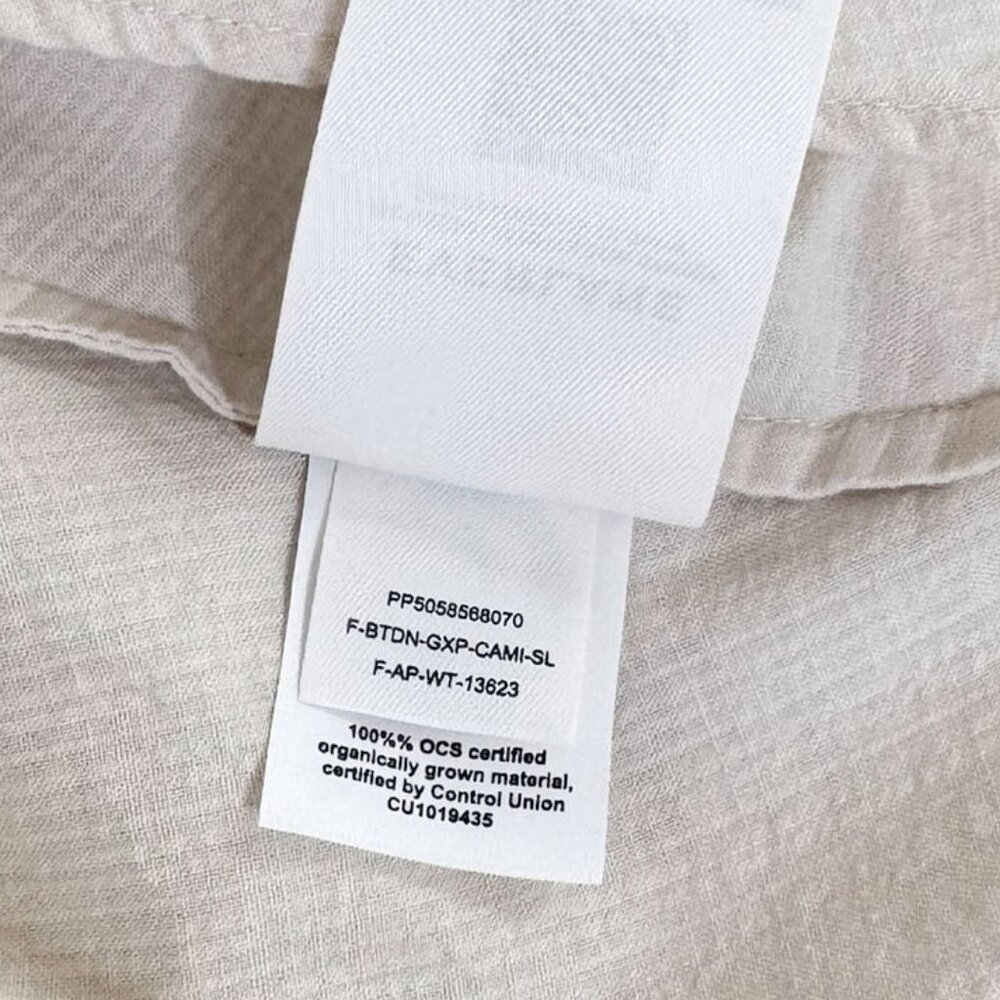 PP5058568070
F-BTDN-GXP-CAMI-SL
F-AP-WT-13623
100%% OCS certified
organically grown material,
certified by Control Union
CU1019435